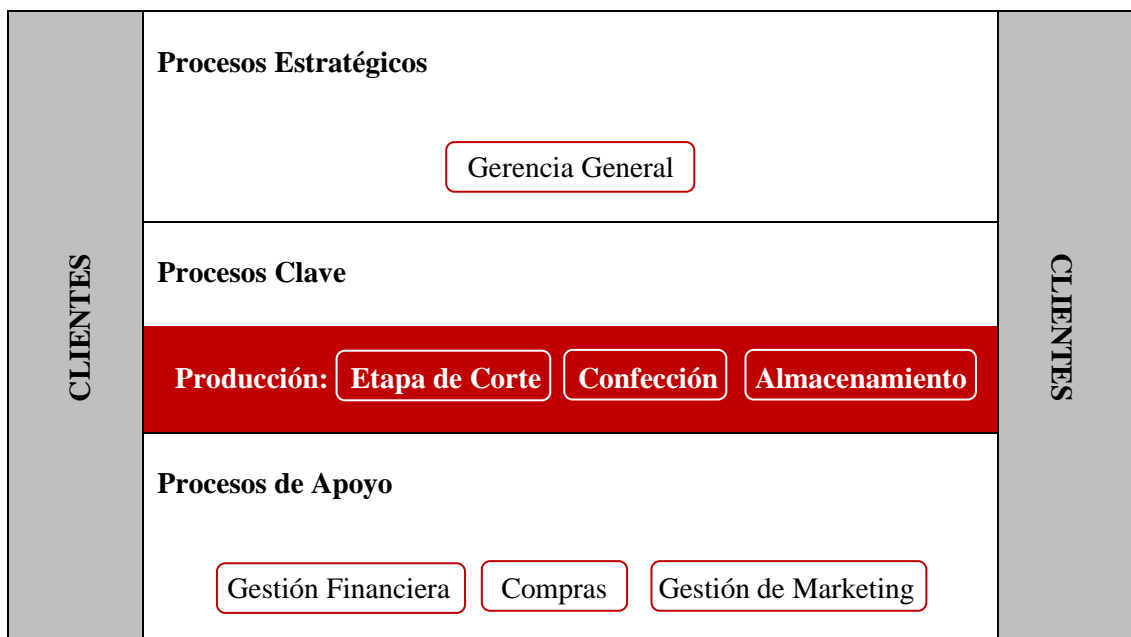 CLIENTES
Procesos Estratégicos
Gerencia General
Procesos Clave
Producción: Etapa de Corte Confección Almacenamiento
Procesos de Apoyo
Gestión Financiera Compras Gestión de Marketing
CLIENTES